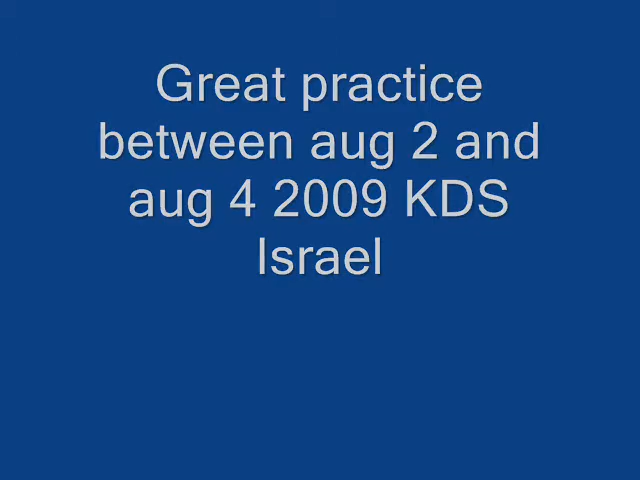 Great practice
between aug 2 and
aug 4 2009 KDS
Israel